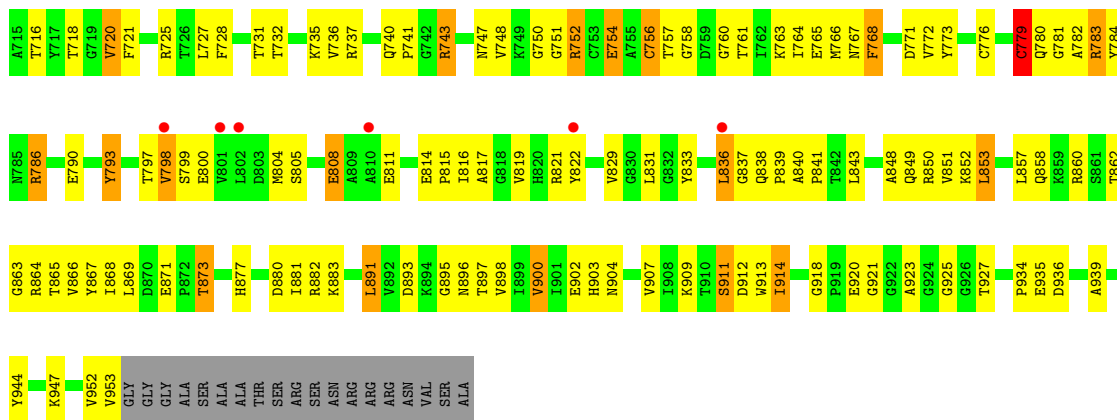 A715 T716 Y717 T718 G719 V720 F721 R725 T726 L727 F728 T731 T732 K735 V736 R737 Q740 P741 G742 R743 N747 V748 K749 G750 G751 R752 C753 E754 A755 C756 T757 G758 D759 G760 T761 I762 K763 I764 E765 M766 N767 F768 D771 V772 Y773 C776 C779 Q780 G781 A782 R783 Y784
N785 R786 E790 Y793 T797 V798 S799 E800 V801 L802 D803 M804 S805 E808 A809 A810 E811 E814 P815 I816 A817 G818 V819 H820 R821 Y822 V829 G830 L831 G832 Y833 L836 G837 Q838 P839 A840 P841 T842 L843 A848 Q849 R850 V851 K852 L853 L857 Q858 K859 R860 S861 T862
G863 R864 T865 V866 Y867 I868 L869 D870 E871 P872 T873 H877 D880 I881 R882 K883 L891 V892 D893 K894 G895 N896 T897 V898 I899 V900 I901 E902 H903 N904 V907 I908 K909 T910 S911 D912 W913 I914 G918 P919 E920 G921 G922 A923 G924 G925 G926 T927 P934 E935 D936 A939
Y944 K947 V952 V953 GLY GLY GLY ALA SER ALA ALA THR SER ARG SER ASN ARG ARG ARG ASN VAL SER ALA